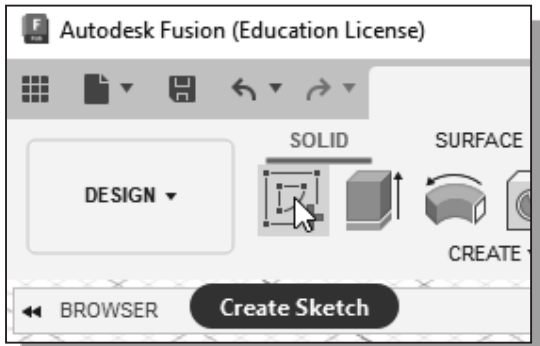 Autodesk Fusion (Education License)
SOLID SURFACE
DESIGN
CREATE
BROWSER
Create Sketch